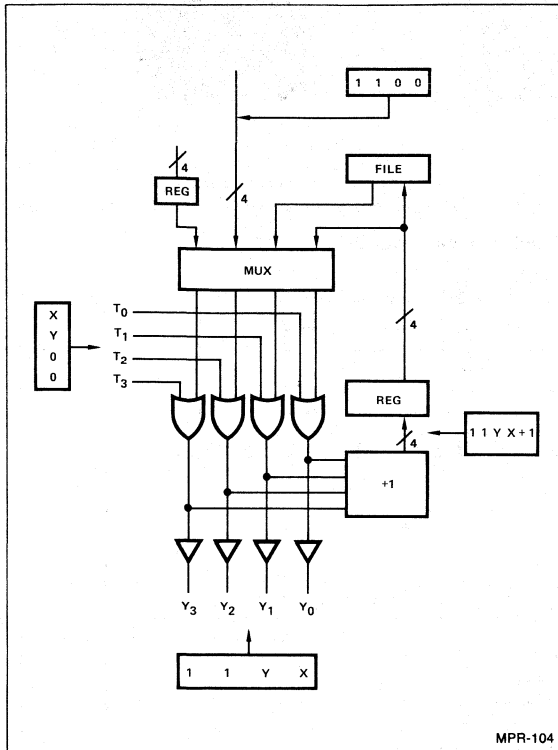 1 1 0 0
4
REG
4
FILE
MUX
X
Y
0
0
T0
T1
T2
T3
4
REG
4
1 1 Y X + 1
+1
Y3 Y2 Y1 Y0
1 1 Y X
MPR-104